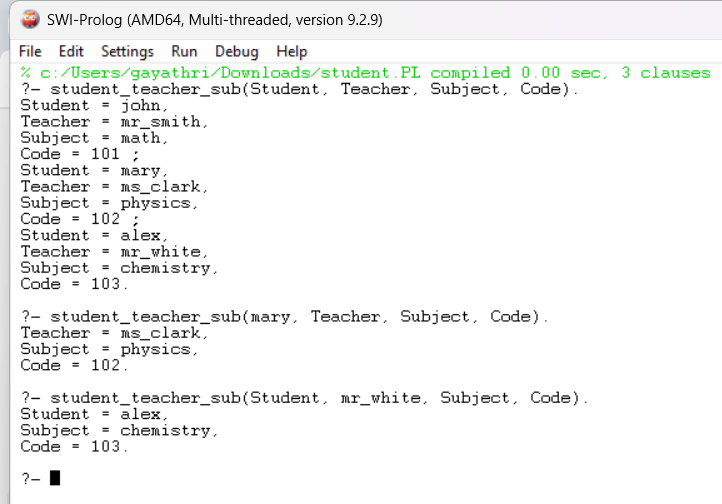 SWI-Prolog (AMD64, Multi-threaded, version 9.2.9)
File Edit Settings Run Debug Help
% c:/Users/gayathri/Downloads/student.PL compiled 0.00 sec, 3 clauses
?- student_teacher_sub(Student, Teacher, Subject, Code).
Student = john,
Teacher = mr_smith,
Subject = math,
Code = 101 ;
Student = mary,
Teacher = ms_clark,
Subject = physics,
Code = 102 ;
Student = alex,
Teacher = mr_white,
Subject = chemistry,
Code = 103.
?- student_teacher_sub(mary, Teacher, Subject, Code).
Teacher = ms_clark,
Subject = physics,
Code = 102.
?- student_teacher_sub(Student, mr_white, Subject, Code).
Student = alex,
Subject = chemistry,
Code = 103.
?-